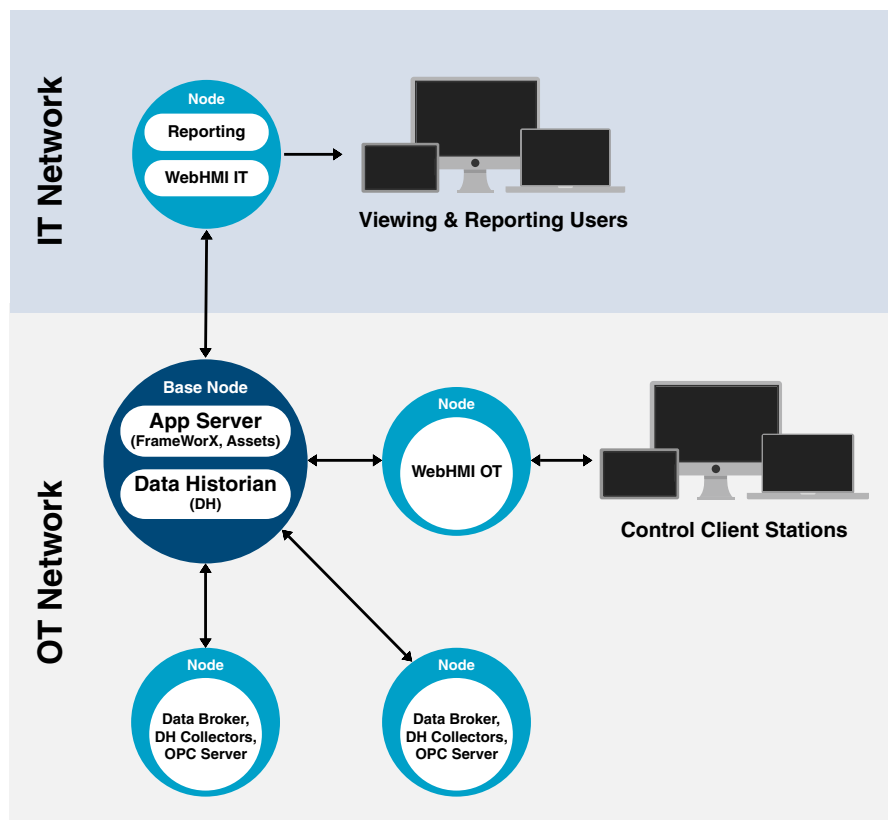 IT Network
Node
Reporting
WebHMI IT
Viewing & Reporting Users
OT Network
Base Node
App Server
(FrameWorX, Assets)
Data Historian
(DH)
Node
WebHMI OT
Control Client Stations
Node
Data Broker,
DH Collectors,
OPC Server
Node
Data Broker,
DH Collectors,
OPC Server